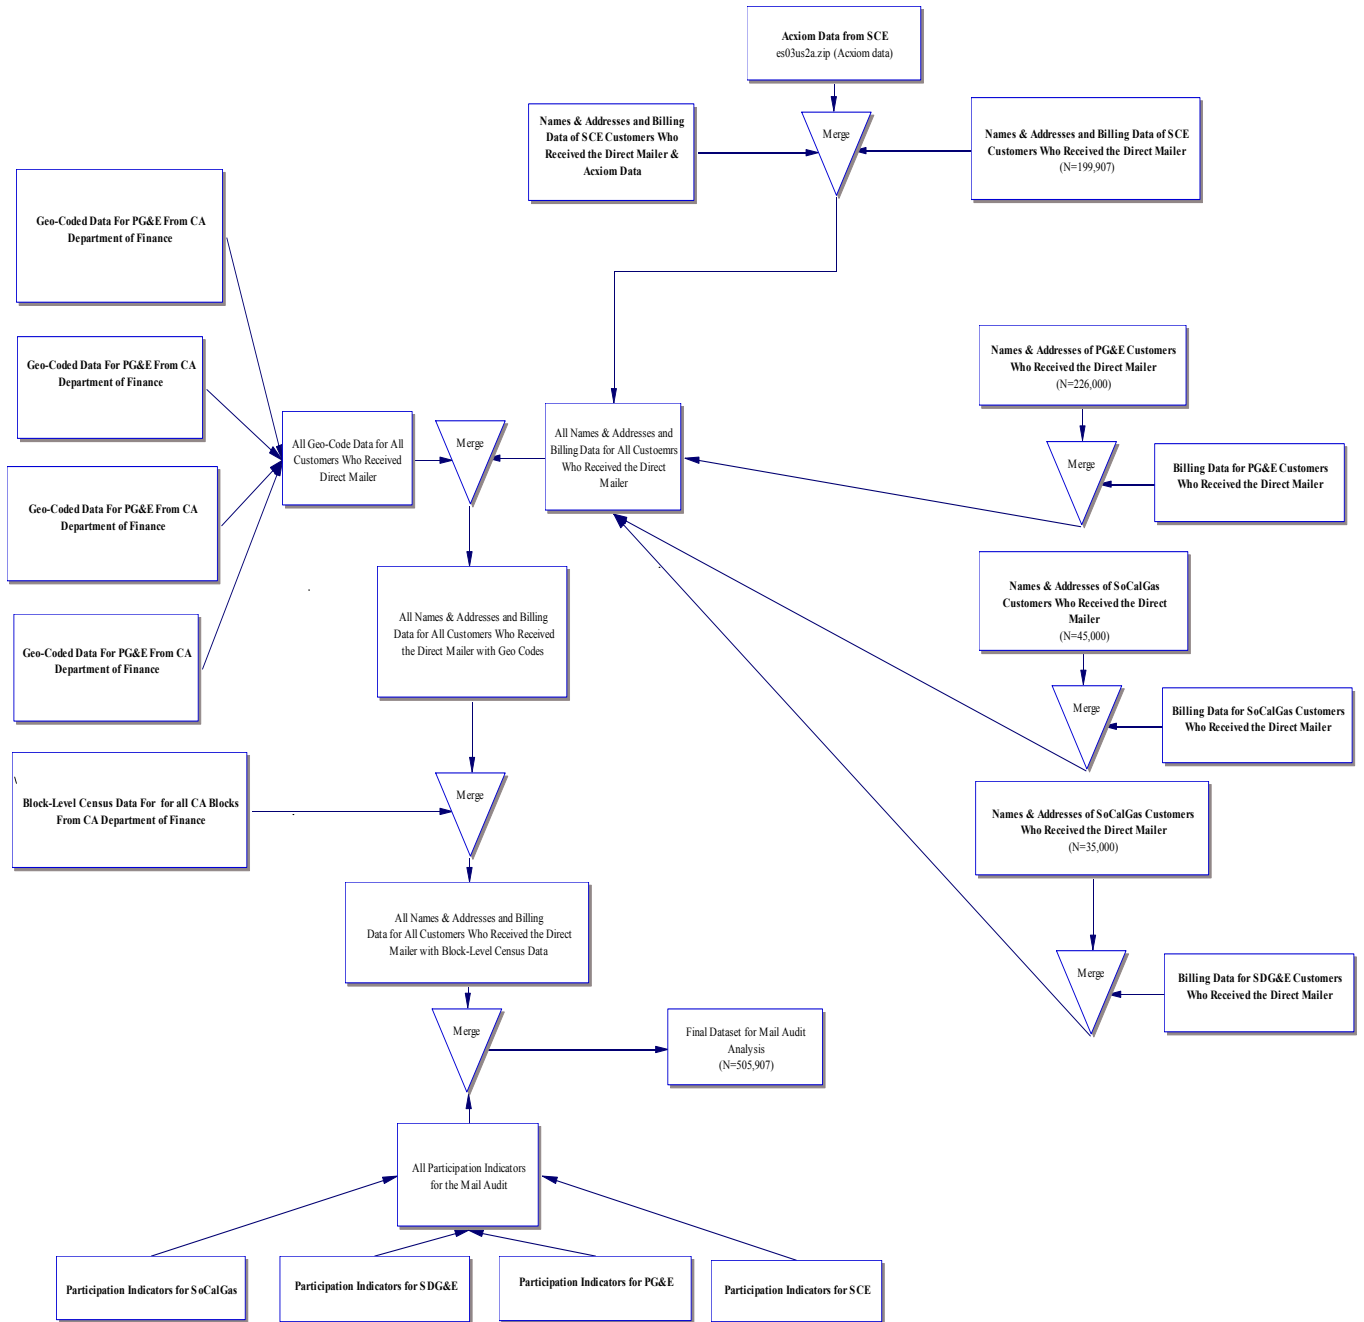 Acxiom Data from SCE
es03us2a.zip (Acxiom data)
Names & Addresses and Billing
Data of SCE Customers Who
Received the Direct Mailer &
Acxiom Data
Merge
Names & Addresses and Billing Data of SCE
Customers Who Received the Direct Mailer
(N=199,907)
Geo-Coded Data For PG&E From CA
Department of Finance
Geo-Coded Data For PG&E From CA
Department of Finance
Geo-Coded Data For PG&E From CA
Department of Finance
Geo-Coded Data For PG&E From CA
Department of Finance
All Geo-Code Data for All
Customers Who Received
Direct Mailer
Merge
All Names & Addresses and
Billing Data for All Custoemrs
Who Received the Direct
Mailer
Names & Addresses of PG&E Customers
Who Received the Direct Mailer
(N=226,000)
Merge
Billing Data for PG&E Customers
Who Received the Direct Mailer
Names & Addresses of SoCalGas
Customers Who Received the Direct
Mailer
(N=45,000)
Merge
Billing Data for SoCalGas Customers
Who Received the Direct Mailer
Names & Addresses of SoCalGas Customers
Who Received the Direct Mailer
(N=35,000)
Merge
Billing Data for SDG&E Customers
Who Received the Direct Mailer
All Names & Addresses and Billing
Data for All Customers Who Received
the Direct Mailer with Geo Codes
\
Block-Level Census Data For for all CA Blocks
From CA Department of Finance
Merge
All Names & Addresses and Billing
Data for All Customers Who Received the Direct
Mailer with Block-Level Census Data
Merge
Final Dataset for Mail Audit
Analysis
(N=505,907)
All Participation Indicators
for the Mail Audit
Participation Indicators for SoCalGas
Participation Indicators for SDG&E
Participation Indicators for PG&E
Participation Indicators for SCE